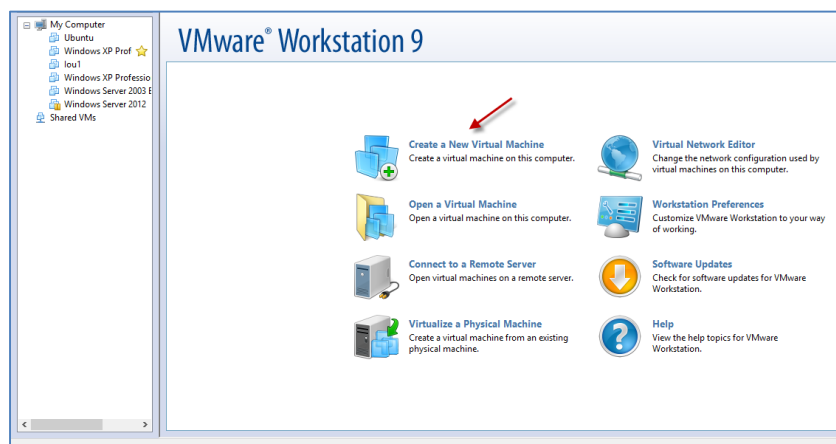 My Computer
Ubuntu
Windows XP Prof
lou1
Windows XP Professio
Windows Server 2003 E
Windows Server 2012
Shared VMs
VMware® Workstation 9
Create a New Virtual Machine
Create a virtual machine on this computer.
Open a Virtual Machine
Open a virtual machine on this computer.
Connect to a Remote Server
Open virtual machines on a remote server.
Virtualize a Physical Machine
Create a virtual machine from an existing
physical machine.
Virtual Network Editor
Change the network configuration used by
virtual machines on this computer.
Workstation Preferences
Customize VMware Workstation to your way
of working.
Software Updates
Check for software updates for VMware
Workstation.
Help
View the help topics for VMware
Workstation.